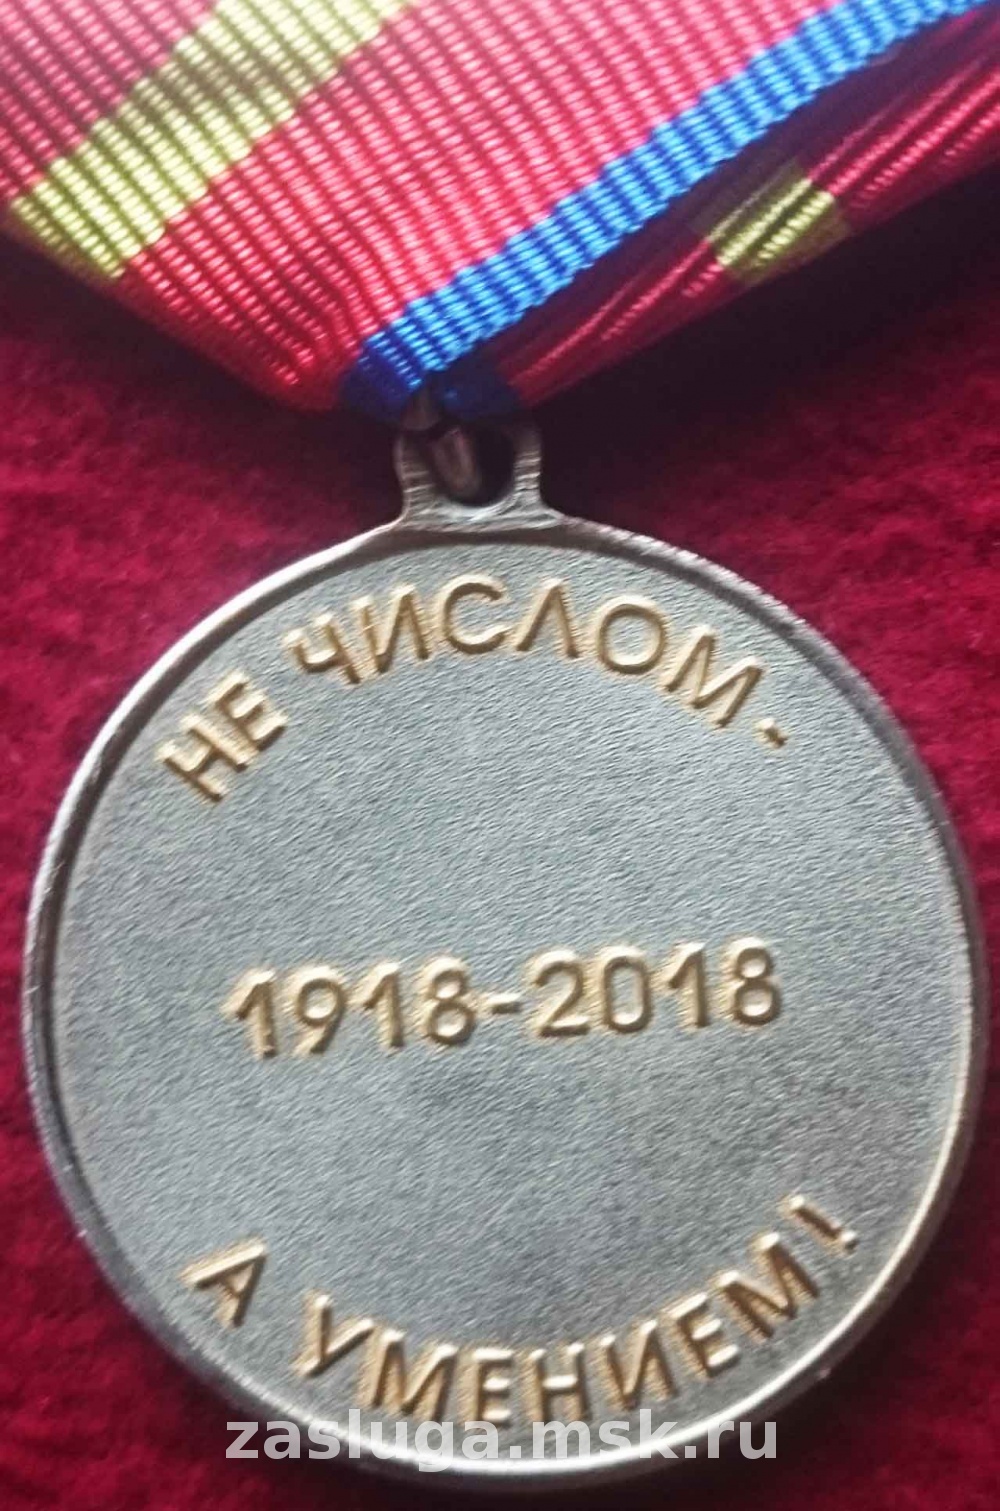 НЕ ЧИСЛОМ-
1918-2018
А УМЕНИЕМ!
zasluga.msk.ru